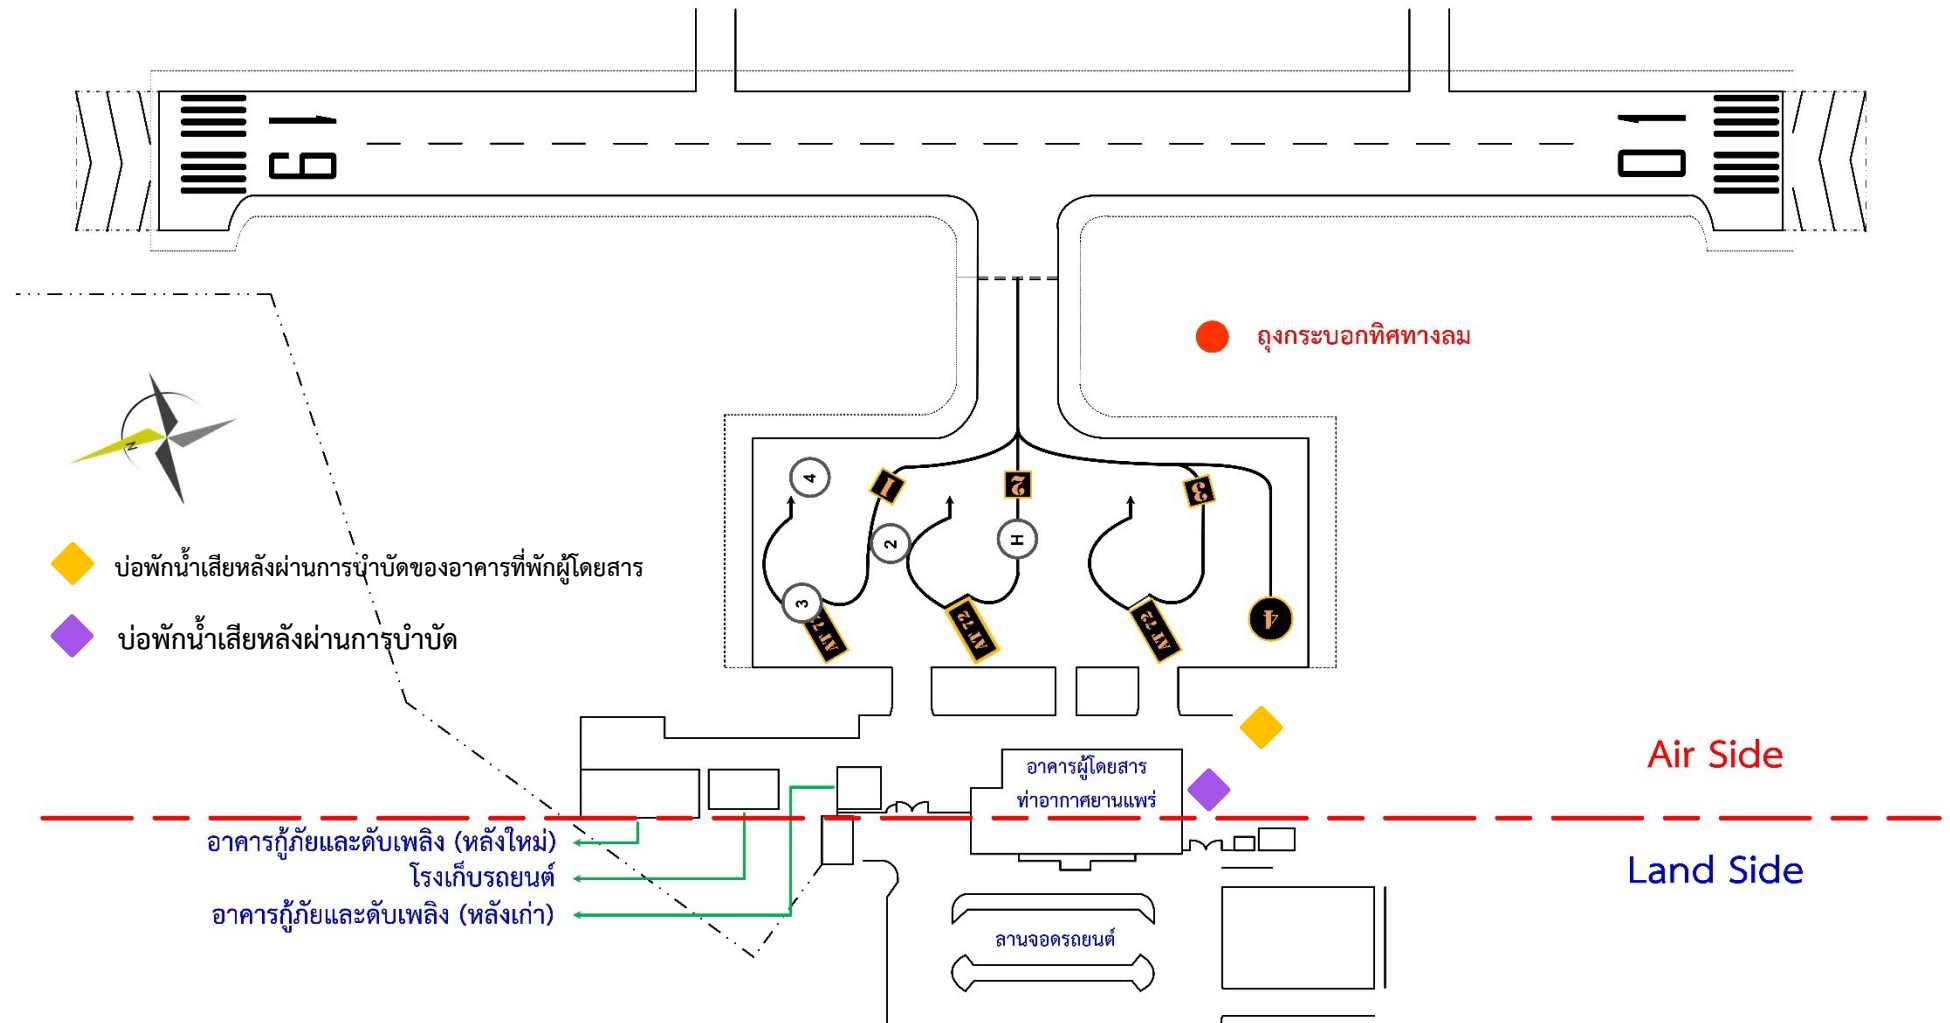 19
01
ถุงกระบอกทิศทางลม
N
4
1
2
3
2
H
3
4
AT 7
AT 72
AT 72
บ่อพักน้ำเสียหลังผ่านการบำบัดของอาคารที่พักผู้โดยสาร
บ่อพักน้ำเสียหลังผ่านการบำบัด
อาคารผู้โดยสาร
ท่าอากาศยานแพร่
Air Side
อาคารกู้ภัยและดับเพลิง (หลังใหม่)
โรงเก็บรถยนต์
อาคารกู้ภัยและดับเพลิง (หลังเก่า)
Land Side
ลานจอดรถยนต์